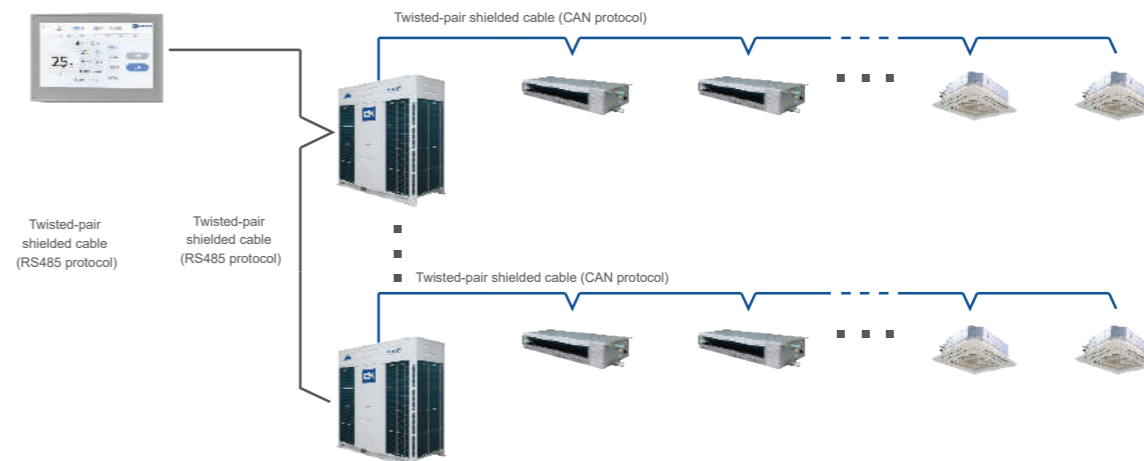 Twisted-pair shielded cable (CAN protocol)
25
Twisted-pair
shielded cable
(RS485 protocol)
Twisted-pair
shielded cable
(RS485 protocol)
Twisted-pair shielded cable (CAN protocol)